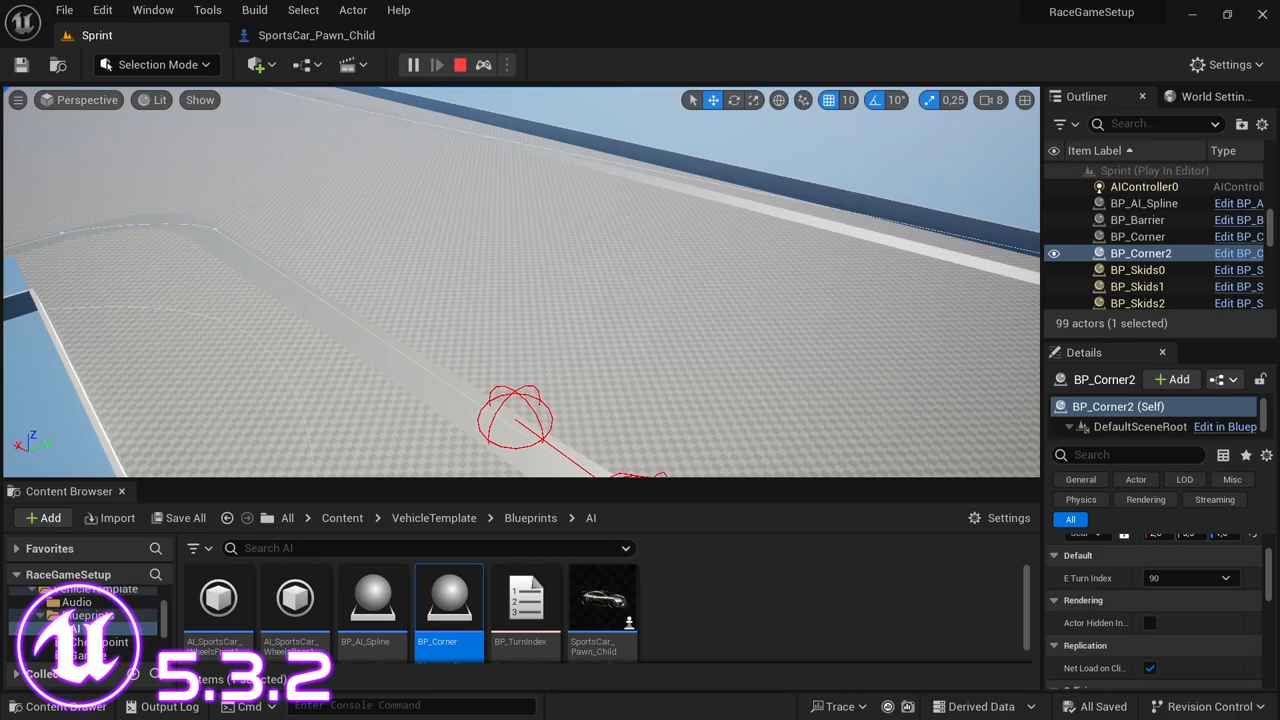 File Edit Window Tools Build Select Actor Help
RaceGameSetup
Sprint
SportsCar_Pawn_Child
Selection Mode
Settings
Perspective
Lit
Show
10
10°
0,25
8
Outliner
World Settin...
Search...
Item Label
Type
Sprint (Play In Editor)
AIController0 AIControl
BP_AI_Spline Edit BP_A
BP_Barrier Edit BP_B
BP_Corner Edit BP_C
BP_Corner2 Edit BP_C
BP_Skids0 Edit BP_S
BP_Skids1 Edit BP_S
BP_Skids2 Edit BP_S
99 actors (1 selected)
Details
BP_Corner2
Add
BP_Corner2 (Self)
DefaultSceneRoot Edit in Bluep
Search
General Actor LOD Misc
Physics Rendering Streaming
All
Default
E Turn Index 90
Rendering
Actor Hidden In
Replication
Net Load on Cli
Z
X
Content Browser
Add
Import
Save All
All
Content
VehicleTemplate
Blueprints
AI
Settings
Favorites
Search AI
RaceGameSetup
Audio
AI_SportsCar_
AI_SportsCar_
BP_AI_Spline
BP_Corner
BP_TurnIndex
SportsCar_
Pawn_Child
5.3.2
Output Log
Cmd
Enter Console Command
Trace
Derived Data
All Saved
Revision Control